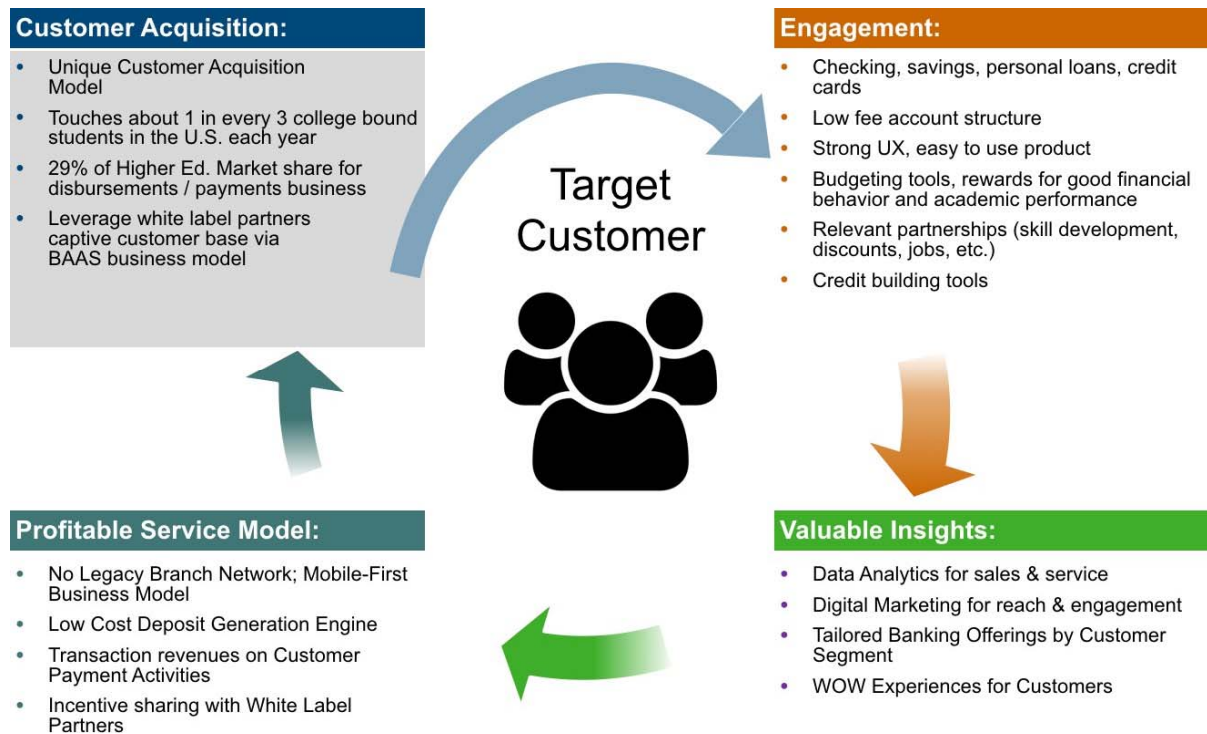 Customer Acquisition:
• Unique Customer Acquisition
Model
• Touches about 1 in every 3 college bound
students in the U.S. each year
• 29% of Higher Ed. Market share for
disbursements / payments business
• Leverage white label partners
captive customer base via
BAAS business model
Engagement:
• Checking, savings, personal loans, credit
cards
• Low fee account structure
• Strong UX, easy to use product
• Budgeting tools, rewards for good financial
behavior and academic performance
• Relevant partnerships (skill development,
discounts, jobs, etc.)
• Credit building tools
Target
Customer
Profitable Service Model:
• No Legacy Branch Network; Mobile-First
Business Model
• Low Cost Deposit Generation Engine
• Transaction revenues on Customer
Payment Activities
• Incentive sharing with White Label
Partners
Valuable Insights:
• Data Analytics for sales & service
• Digital Marketing for reach & engagement
• Tailored Banking Offerings by Customer
Segment
• WOW Experiences for Customers